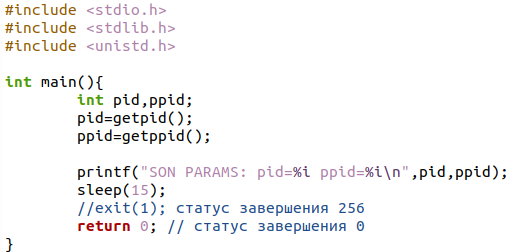 #include <stdio.h>
#include <stdlib.h>
#include <unistd.h>

int main(){
        int pid,ppid;
        pid=getpid();
        ppid=getppid();

        printf("SON PARAMS: pid=%i ppid=%i\n",pid,ppid);
        sleep(15);
        //exit(1); статус завершения 256
        return 0; // статус завершения 0
}